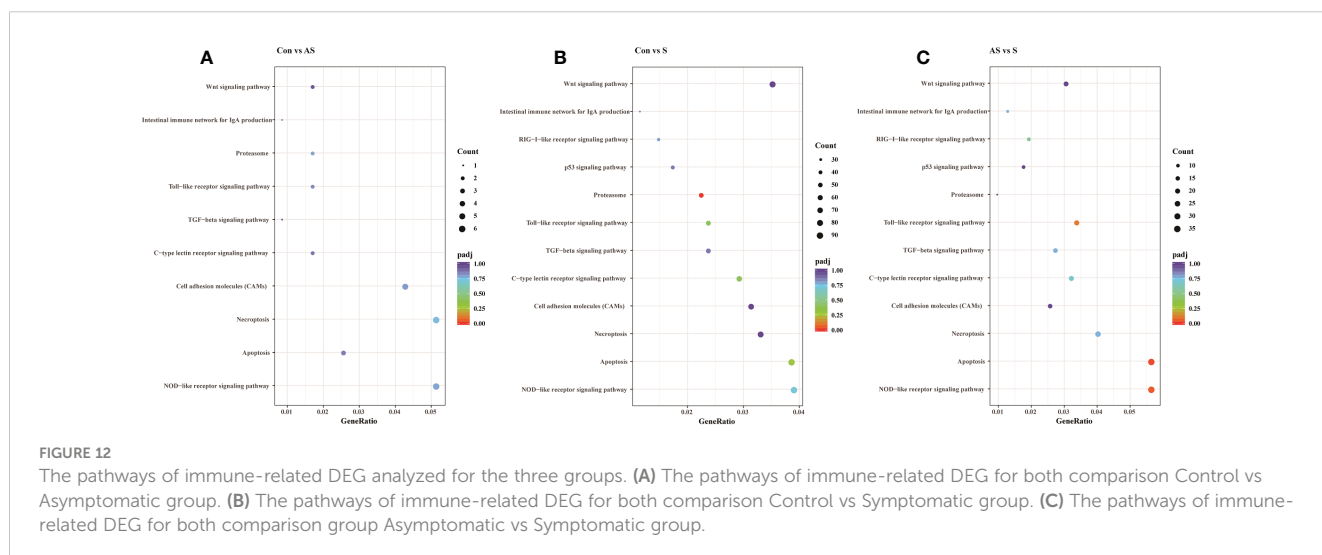 A
Con vs AS
Wnt signaling pathway
Intestinal immune network for IgA production
Proteasome
Toll−like receptor signaling pathway
TGF−beta signaling pathway
C−type lectin receptor signaling pathway
Cell adhesion molecules (CAMs)
Necroptosis
Apoptosis
NOD−like receptor signaling pathway
0.01 0.02 0.03 0.04 0.05
GeneRatio
Count
1
2
3
4
5
6
padj
1.00
0.75
0.50
0.25
0.00
B
Con vs S
Wnt signaling pathway
Intestinal immune network for IgA production
RIG−I−like receptor signaling pathway
p53 signaling pathway
Proteasome
Toll−like receptor signaling pathway
TGF−beta signaling pathway
C−type lectin receptor signaling pathway
Cell adhesion molecules (CAMs)
Necroptosis
Apoptosis
NOD−like receptor signaling pathway
0.02 0.03 0.04
GeneRatio
Count
30
40
50
60
70
80
90
padj
1.00
0.75
0.50
0.25
0.00
C
AS vs S
Wnt signaling pathway
Intestinal immune network for IgA production
RIG−I−like receptor signaling pathway
p53 signaling pathway
Proteasome
Toll−like receptor signaling pathway
TGF−beta signaling pathway
C−type lectin receptor signaling pathway
Cell adhesion molecules (CAMs)
Necroptosis
Apoptosis
NOD−like receptor signaling pathway
0.01 0.02 0.03 0.04 0.05
GeneRatio
Count
10
15
20
25
30
35
padj
1.00
0.75
0.50
0.25
0.00
FIGURE 12
The pathways of immune-related DEG analyzed for the three groups. (A) The pathways of immune-related DEG for both comparison Control vs
Asymptomatic group. (B) The pathways of immune-related DEG for both comparison Control vs Symptomatic group. (C) The pathways of immune-
related DEG for both comparison group Asymptomatic vs Symptomatic group.